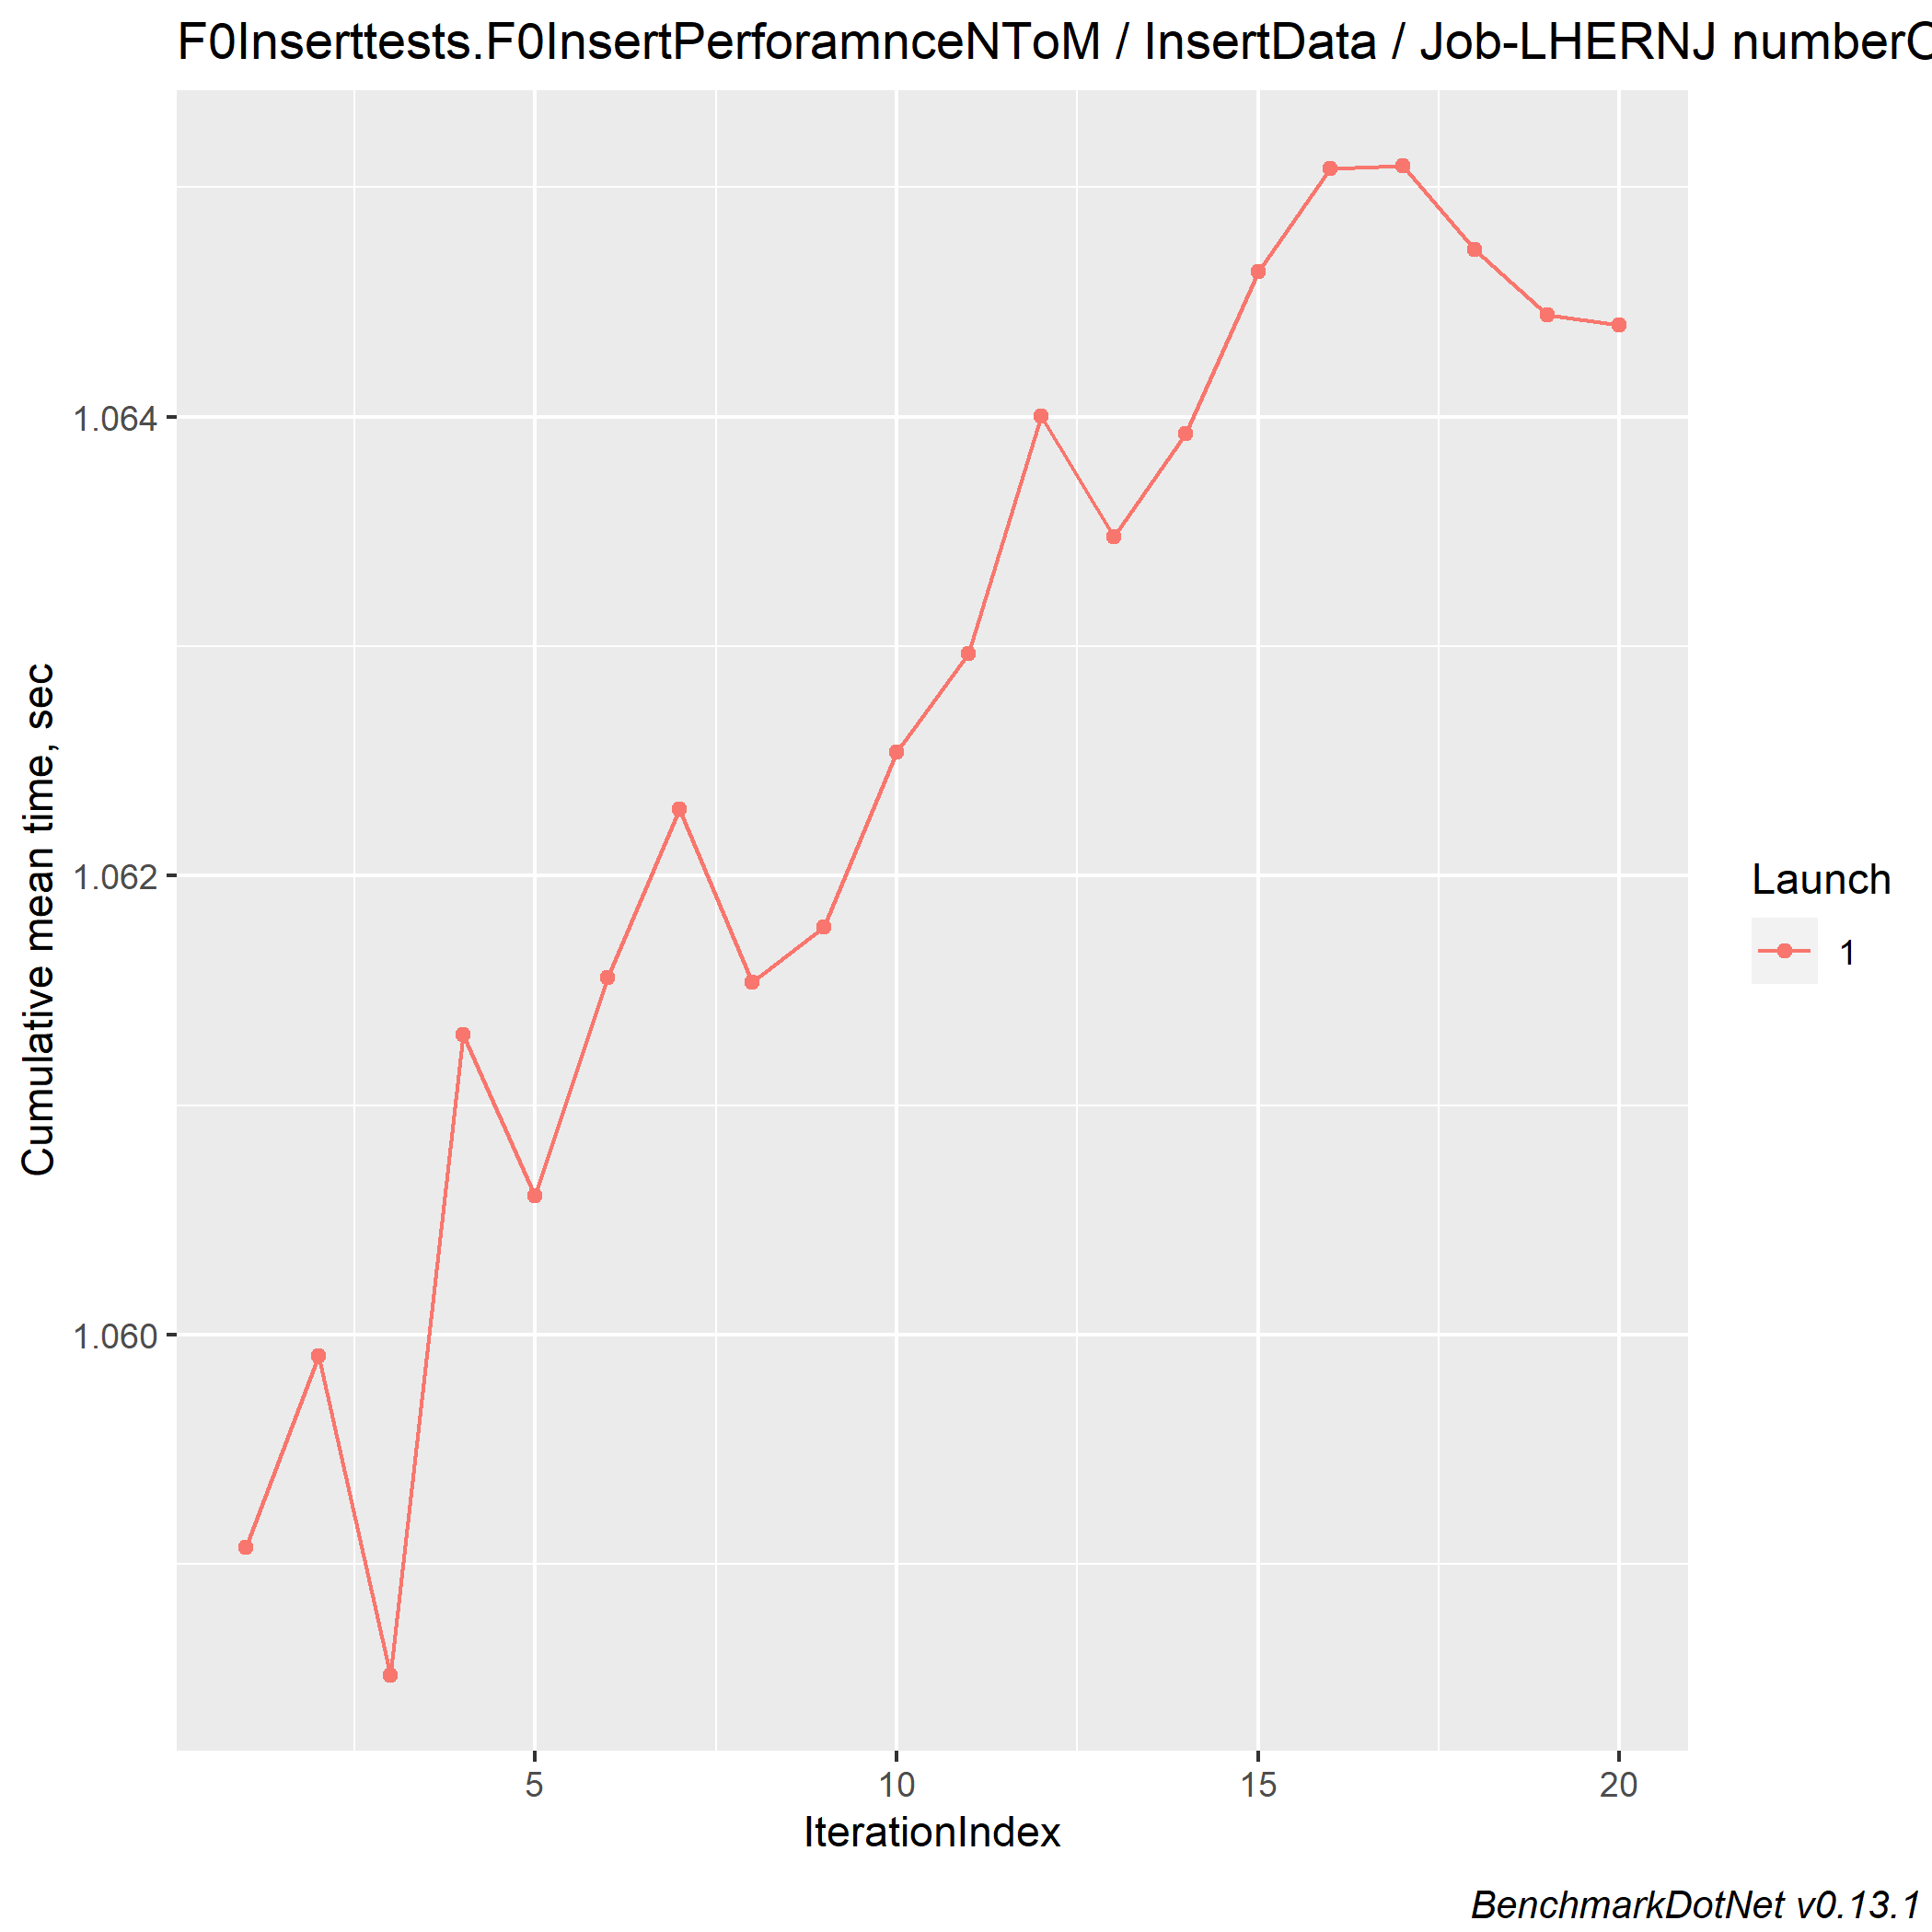 F0Inserttests.F0InsertPerforamnceNToM / InsertData / Job-LHERNJ numberO
1.064
1.062
1.060
Cumulative mean time, sec
5 10 15 20
IterationIndex
Launch
1
BenchmarkDotNet v0.13.1